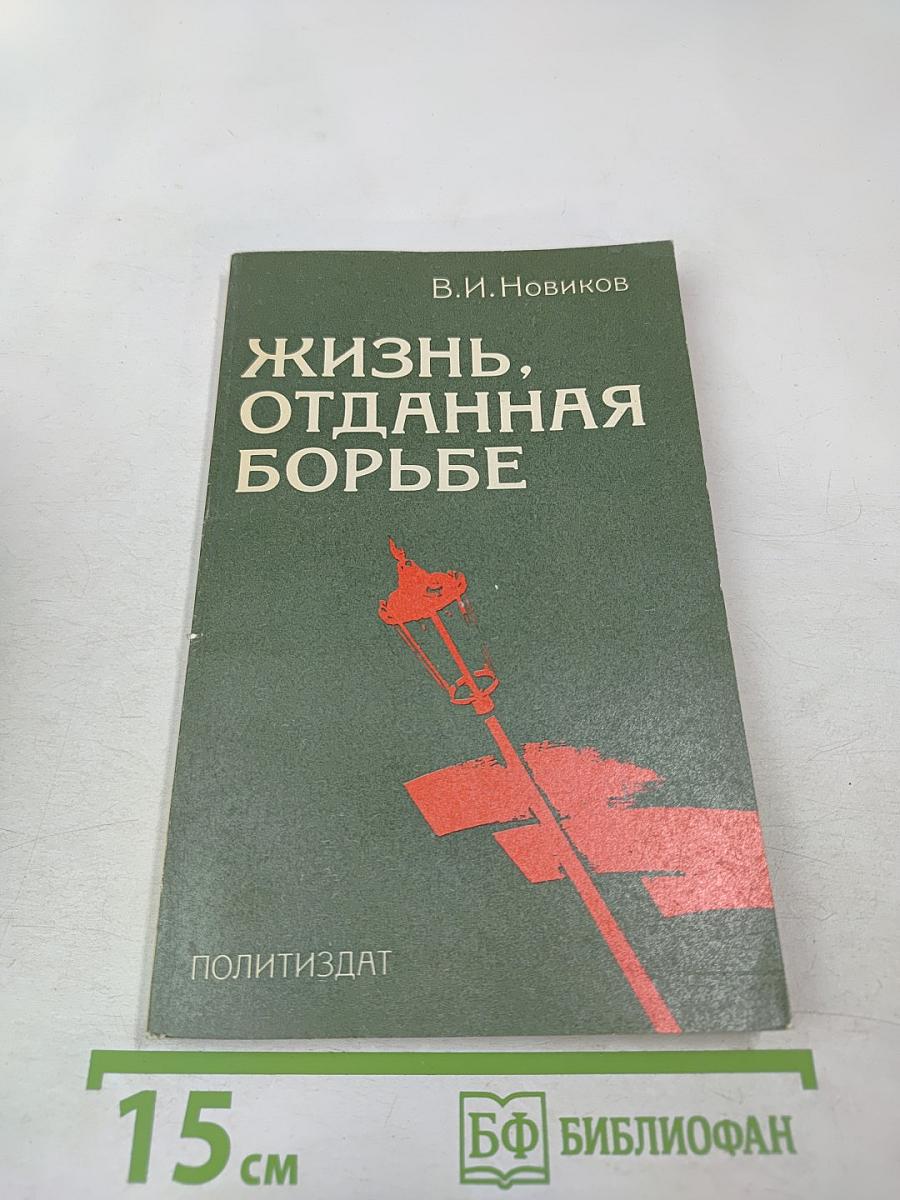 В.И.Новиков
ЖИЗНЬ,
ОТДАННАЯ
БОРЬБЕ
ПОЛИТИЗДАТ
15 см
БФ БИБЛИОФАН